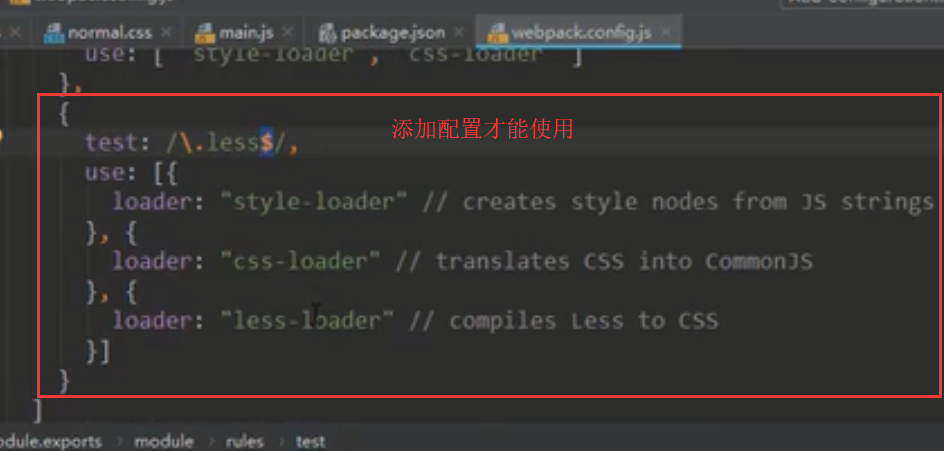 normal.css main.js package.json webpack.config.js
use: [ "style-loader", "css-loader" ]
},
{
添加配置才能使用
test: /\.less$/,
use: [{
loader: "style-loader" // creates style nodes from JS strings
}, {
loader: "css-loader" // translates CSS into CommonJS
}, {
loader: "less-loader" // compiles Less to CSS
}]
}
]
odule.exports module rules test